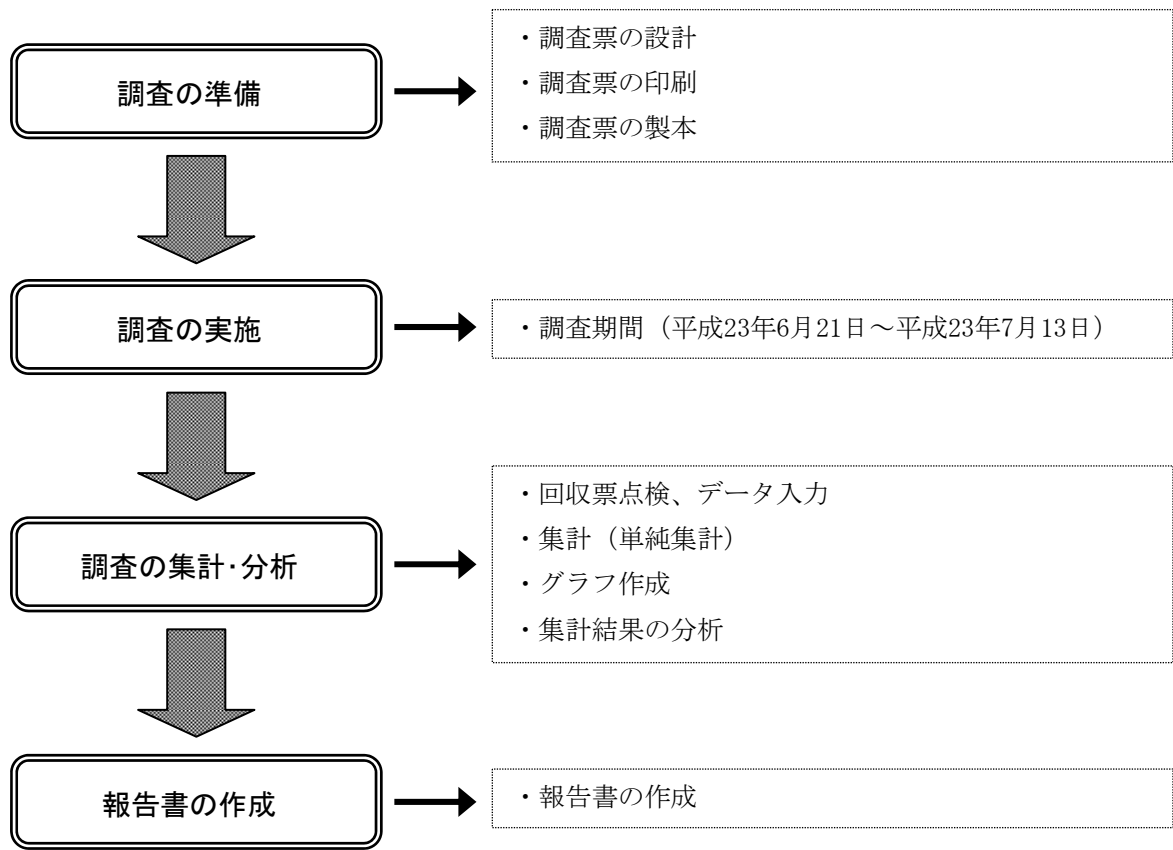 調査の準備
・調査票の設計
・調査票の印刷
・調査票の製本
調査の実施
・調査期間（平成23年6月21日～平成23年7月13日）
調査の集計･分析
・回収票点検、データ入力
・集計（単純集計）
・グラフ作成
・集計結果の分析
報告書の作成
・報告書の作成